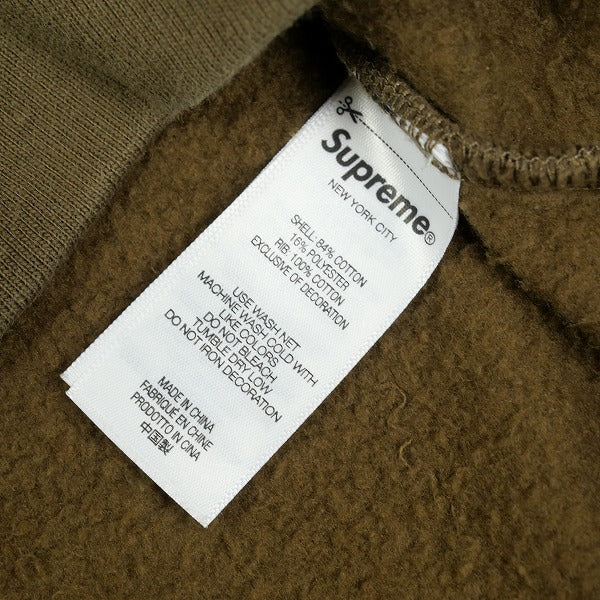 Supreme®
NEW YORK CITY
SHELL: 84% COTTON
16% POLYESTER
RIB: 100% COTTON
EXCLUSIVE OF DECORATION
USE WASH NET
MACHINE WASH COLD WITH
LIKE COLORS
DO NOT BLEACH
TUMBLE DRY LOW
DO NOT IRON DECORATION
MADE IN CHINA
FABRIQUÉ EN CHINE
PRODOTTO IN CINA
中国製